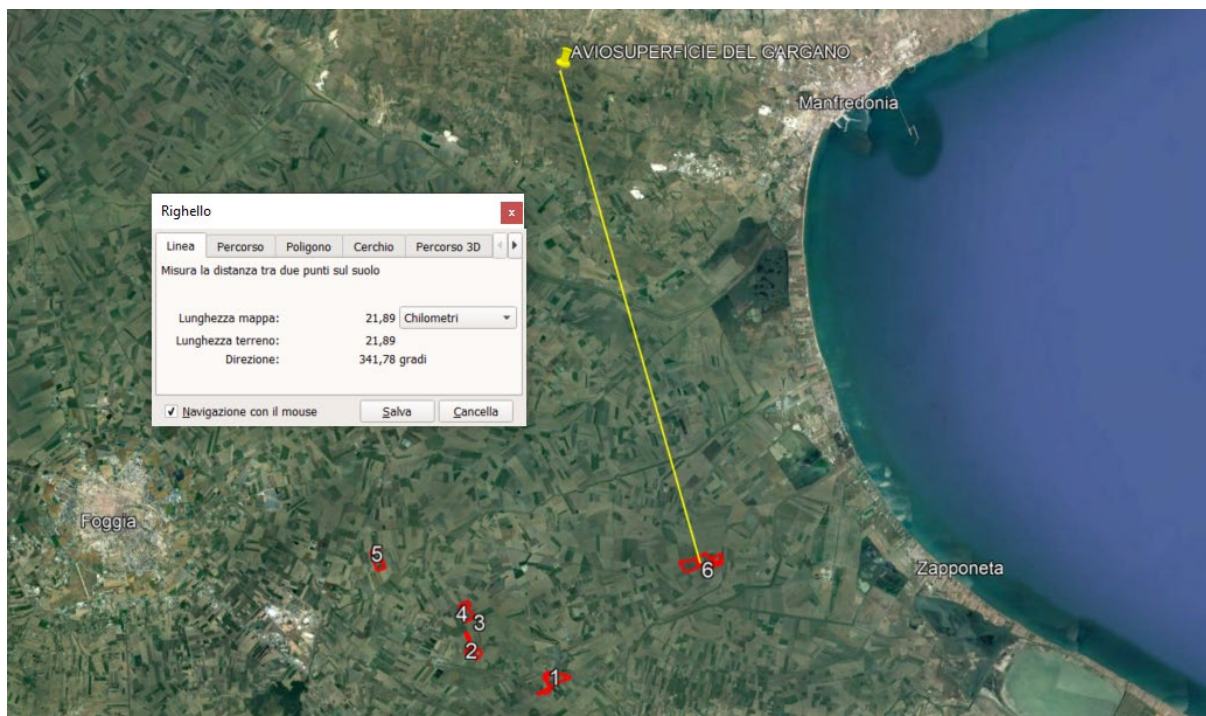 AVIOSUPERFICIE DEL GARGANO
Manfredonia
Righello
x
Linea Percorso Poligono Cerchio Percorso 3D
Misura la distanza tra due punti sul suolo
Lunghezza mappa: 21,89 Chilometri
Lunghezza terreno: 21,89
Direzione: 341,78 gradi
Navigazione con il mouse Salva Cancella
Foggia
5
6
Zapponeta
4
3
2
1